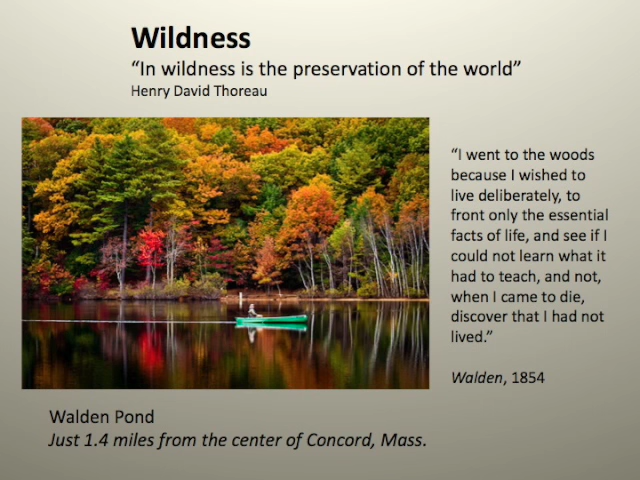 Wildness
“In wildness is the preservation of the world”
Henry David Thoreau
“I went to the woods
because I wished to
live deliberately, to
front only the essential
facts of life, and see if I
could not learn what it
had to teach, and not,
when I came to die,
discover that I had not
lived.”
Walden, 1854
Walden Pond
Just 1.4 miles from the center of Concord, Mass.